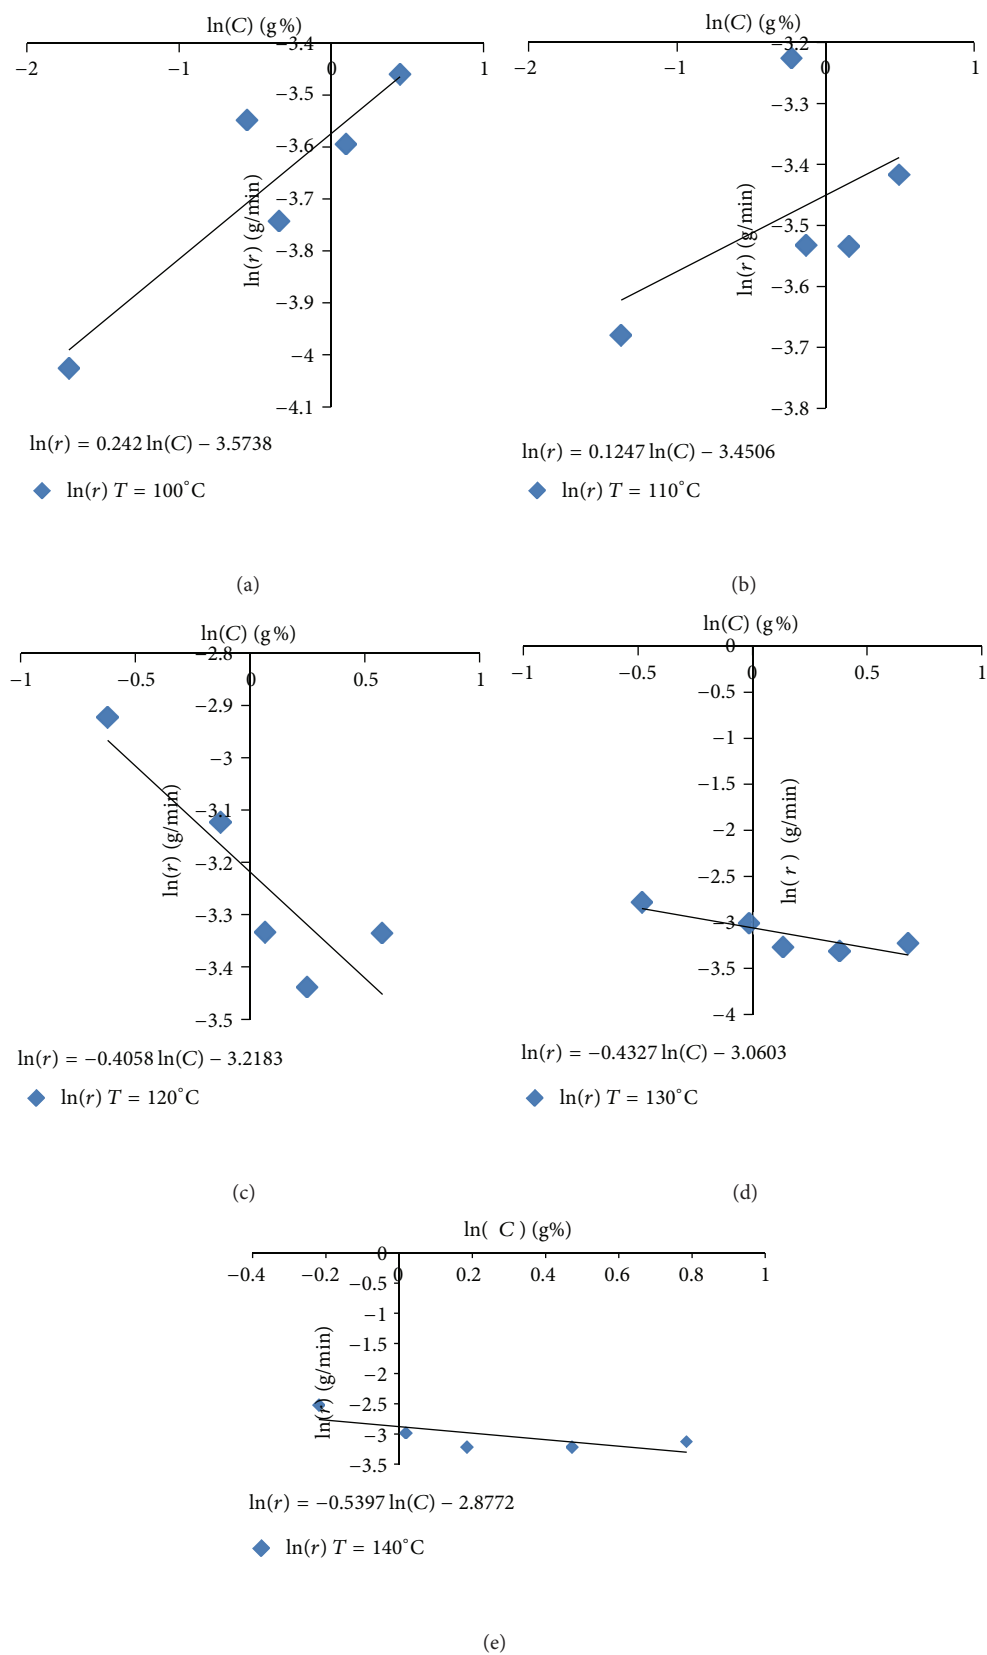 ln(C) (g%)
−2 −1 0 1
−3.4
−3.5
−3.6
−3.7
−3.8
−3.9
−4
−4.1
ln(r) (g/min)
ln(r) = 0.242 ln(C) − 3.5738
ln(r) T = 100°C
(a)
ln(C) (g%)
−2 −1 0 1
−3.2
−3.3
−3.4
−3.5
−3.6
−3.7
−3.8
ln(r) (g/min)
ln(r) = 0.1247 ln(C) − 3.4506
ln(r) T = 110°C
(b)
ln(C) (g%)
−1 −0.5 0 0.5 1
−2.8
−2.9
−3
−3.1
−3.2
−3.3
−3.4
−3.5
ln(r) (g/min)
ln(r) = −0.4058 ln(C) − 3.2183
ln(r) T = 120°C
(c)
ln(C) (g%)
−1 −0.5 0 0.5 1
0
−0.5
−1
−1.5
−2
−2.5
−3
−3.5
−4
ln( r ) (g/min)
ln(r) = −0.4327 ln(C) − 3.0603
ln(r) T = 130°C
(d)
ln( C ) (g%)
−0.4 −0.2 0 0.2 0.4 0.6 0.8 1
0
−0.5
−1
−1.5
−2
−2.5
−3
−3.5
ln(r) (g/min)
ln(r) = −0.5397 ln(C) − 2.8772
ln(r) T = 140°C
(e)